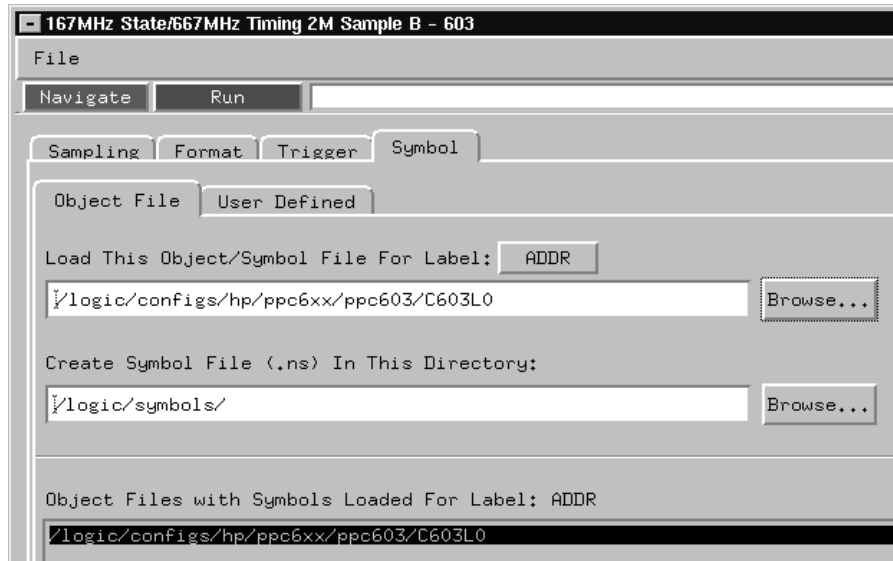 167MHz State/667MHz Timing 2M Sample B - 603
File
Navigate Run
Sampling Format Trigger Symbol
Object File User Defined
Load This Object/Symbol File For Label: ADDR
/logic/configs/hp/ppc6xx/ppc603/C603L0 Browse...
Create Symbol File (.ns) In This Directory:
/logic/symbols/ Browse...
Object Files with Symbols Loaded For Label: ADDR
/logic/configs/hp/ppc6xx/ppc603/C603L0